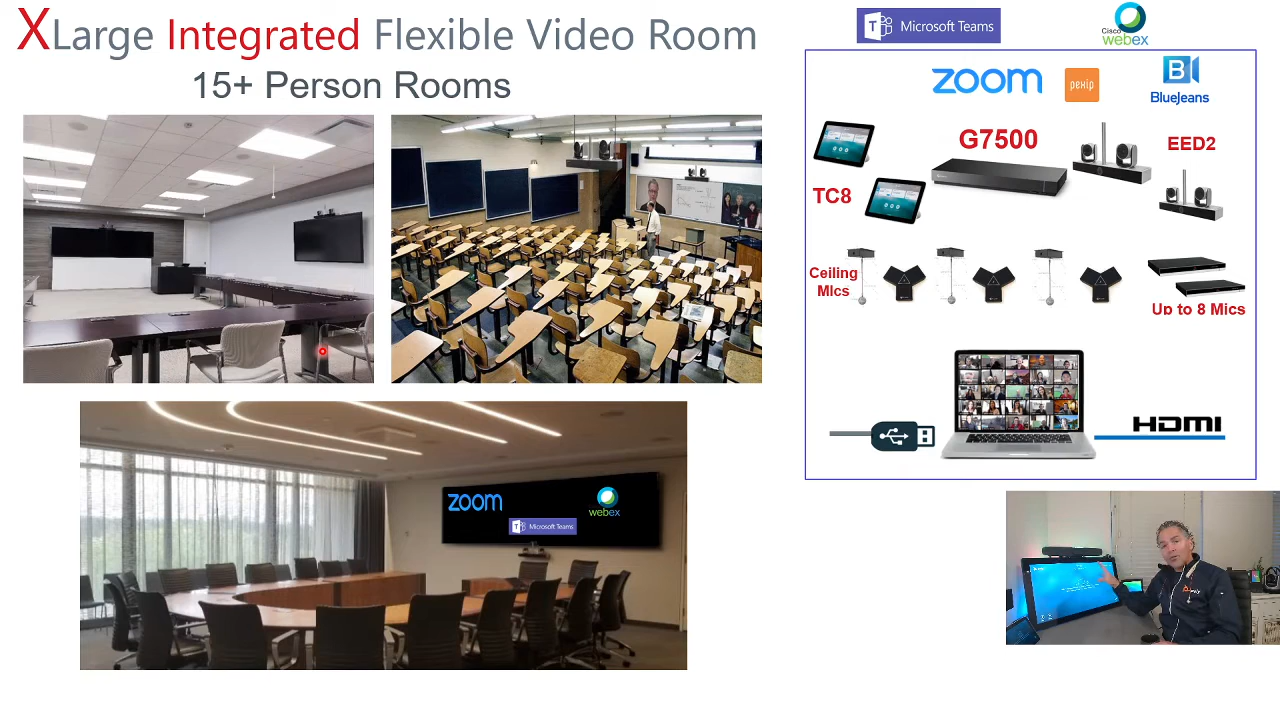 XLarge Integrated Flexible Video Room
15+ Person Rooms
Microsoft Teams
Cisco
webex
zoom
pexip
B
BlueJeans
G7500
EED2
TC8
Ceiling
MIcs
Up to 8 Mics
HDMI
zoom
webex
Microsoft Teams